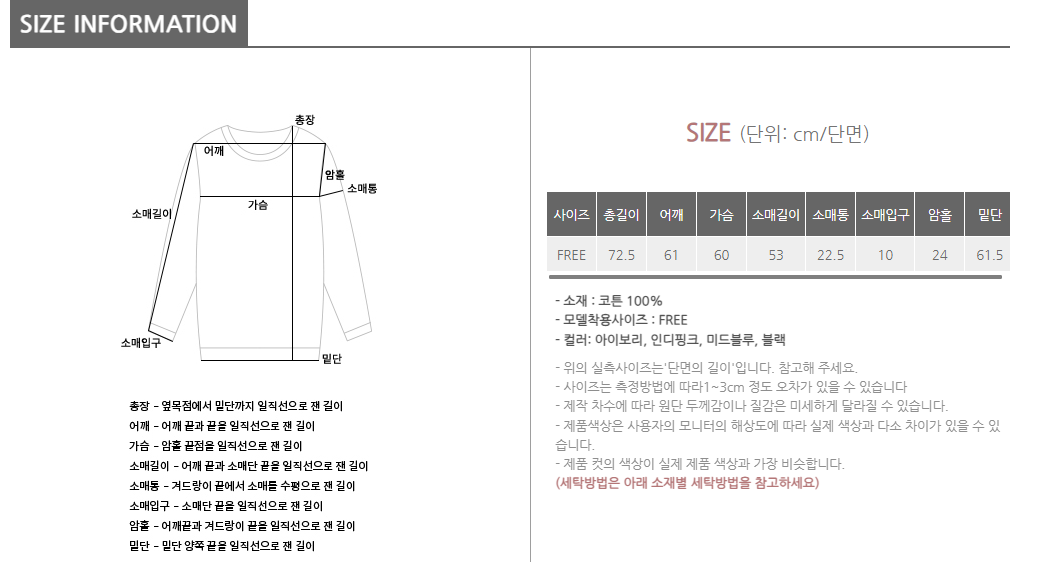 SIZE INFORMATION
총장
어깨
암홀
소매통
가슴
소매길이
소매입구
밑단
총장 - 옆목점에서 밑단까지 일직선으로 잰 길이
어깨 - 어깨 끝과 끝을 일직선으로 잰 길이
가슴 - 암홀 끝점을 일직선으로 잰 길이
소매길이 - 어깨 끝과 소매단 끝을 일직선으로 잰 길이
소매통 - 겨드랑이 끝에서 소매를 수평으로 잰 길이
소매입구 - 소매단 끝을 일직선으로 잰 길이
암홀 - 어깨끝과 겨드랑이 끝을 일직선으로 잰 길이
밑단 - 밑단 양쪽 끝을 일직선으로 잰 길이
SIZE (단위: cm/단면)
사이즈 총길이 어깨 가슴 소매길이 소매통 소매입구 암홀 밑단
FREE 72.5 61 60 53 22.5 10 24 61.5
- 소재 : 코튼 100%
- 모델착용사이즈 : FREE
- 컬러: 아이보리, 인디핑크, 미드블루, 블랙
- 위의 실측사이즈는'단면의 길이'입니다. 참고해 주세요.
- 사이즈는 측정방법에 따라1~3cm 정도 오차가 있을 수 있습니다
- 제작 차수에 따라 원단 두께감이나 질감은 미세하게 달라질 수 있습니다.
- 제품색상은 사용자의 모니터의 해상도에 따라 실제 색상과 다소 차이가 있을 수 있
습니다.
- 제품 컷의 색상이 실제 제품 색상과 가장 비슷합니다.
(세탁방법은 아래 소재별 세탁방법을 참고하세요)